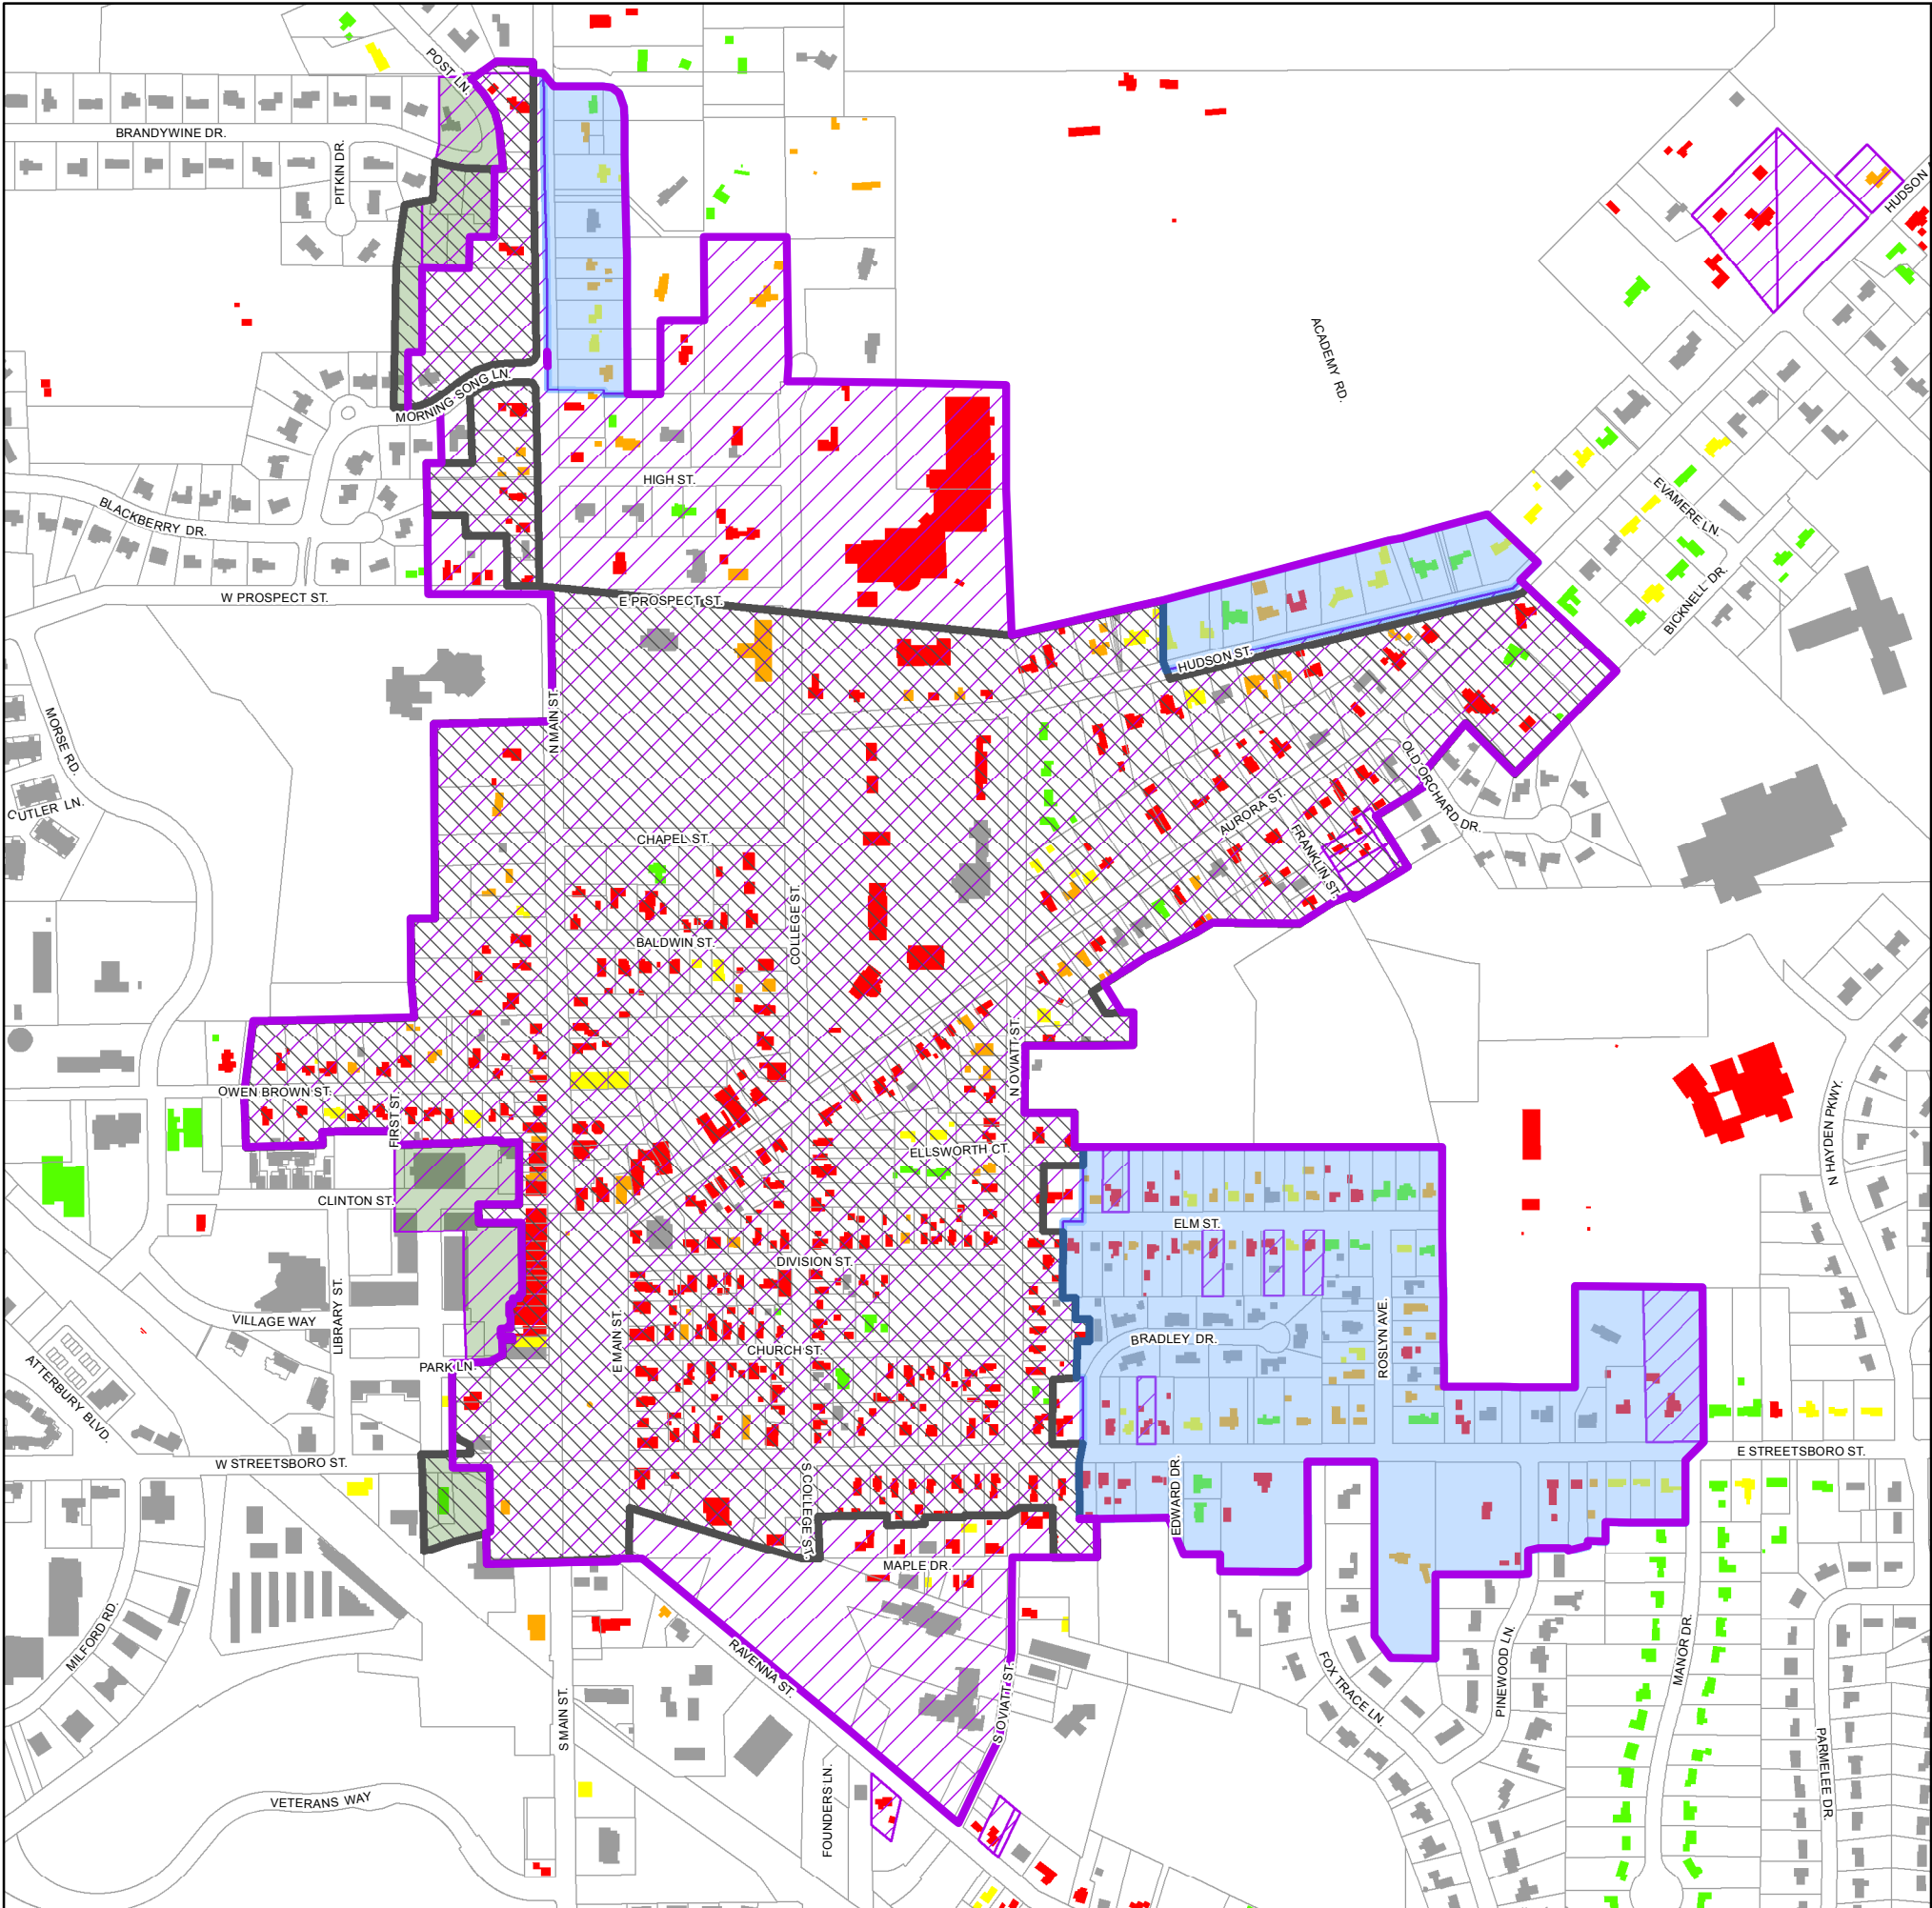 POST LN.
BRANDYWINE DR.
PITKIN DR.
HUDSON
ACADEMY RD.
MORNING SONG LN.
HIGH ST.
EVAMERE LN.
BLACKBERRY DR.
BICKNELL DR.
W PROSPECT ST.
E PROSPECT ST.
HUDSON ST.
N MAIN ST.
MORSE RD.
OLD ORCHARD DR.
CUTLER LN.
AURORA ST.
CHAPEL ST.
FRANKLIN ST.
COLLEGE ST.
BALDWIN ST.
N OVIATT ST.
OWEN BROWN ST.
FIRST ST.
N HAYDEN PKWY.
ELLSWORTH CT.
CLINTON ST.
ELM ST.
DIVISION ST.
LIBRARY ST.
VILLAGE WAY
E MAIN ST.
BRADLEY DR.
ROSLYN AVE.
CHURCH ST.
PARK LN.
ATTERBURY BLVD.
E STREETSBORO ST.
W STREETSBORO ST.
S COLLEGE ST.
EDWARD DR.
MAPLE DR.
MILFORD RD.
RAVENNA ST.
S OVIATT ST.
FOX TRACE LN.
PINEWOOD LN.
MANOR DR.
S MAIN ST.
PARMELEE DR.
FOUNDERS LN.
VETERANS WAY